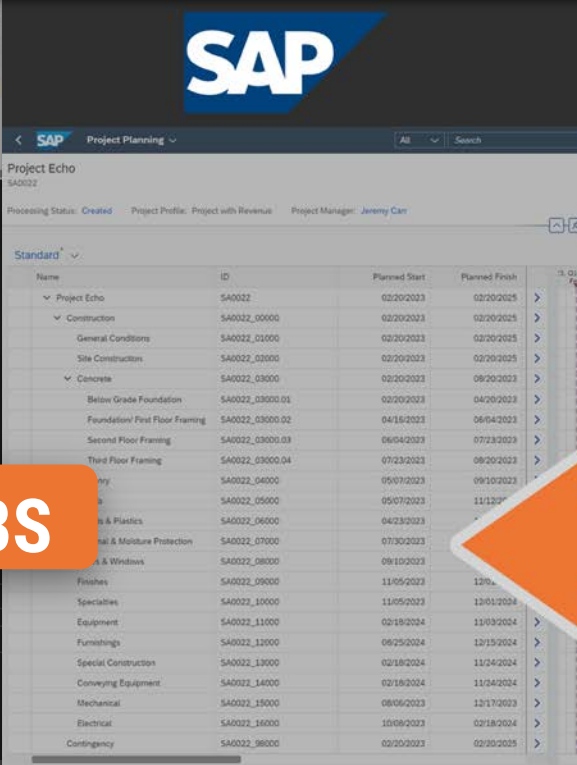 SAP
SAP Project Planning All Search
Project Echo
SA0022
Processing Status: Created Project Profile: Project with Revenue Project Manager: Jeremy Carr
Standard*
Name ID Planned Start Planned Finish
Project Echo SA0022 02/20/2023 02/20/2025
Construction SA0022_00000 02/20/2023 02/20/2025
General Conditions SA0022_01000 02/20/2023 02/20/2025
Site Construction SA0022_02000 02/20/2023 02/20/2025
Concrete SA0022_03000 02/20/2023 08/20/2023
Below Grade Foundation SA0022_03000.01 02/20/2023 04/20/2023
Foundation/ First Floor Framing SA0022_03000.02 04/16/2023 06/04/2023
Second Floor Framing SA0022_03000.03 06/04/2023 07/23/2023
Third Floor Framing SA0022_03000.04 07/23/2023 08/20/2023
SA0022_04000 05/07/2023 09/10/2023
SA0022_05000 05/07/2023
& Plastics SA0022_06000 04/23/2023
BS
& Moisture Protection SA0022_07000 07/30/2023
& Windows SA0022_08000 09/10/2023
Finishes SA0022_09000 11/05/2023
Specialties SA0022_10000 11/05/2023 12/01/2024
Equipment SA0022_11000 02/18/2024 11/03/2024
Furnishings SA0022_12000 08/25/2024 12/15/2024
Special Construction SA0022_13000 02/18/2024 11/24/2024
Conveying Equipment SA0022_14000 02/18/2024 11/24/2024
Mechanical SA0022_15000 08/06/2023 12/17/2023
Electrical SA0022_16000 10/08/2023 02/18/2024
Contingency SA0022_98000 02/20/2023 02/20/2025